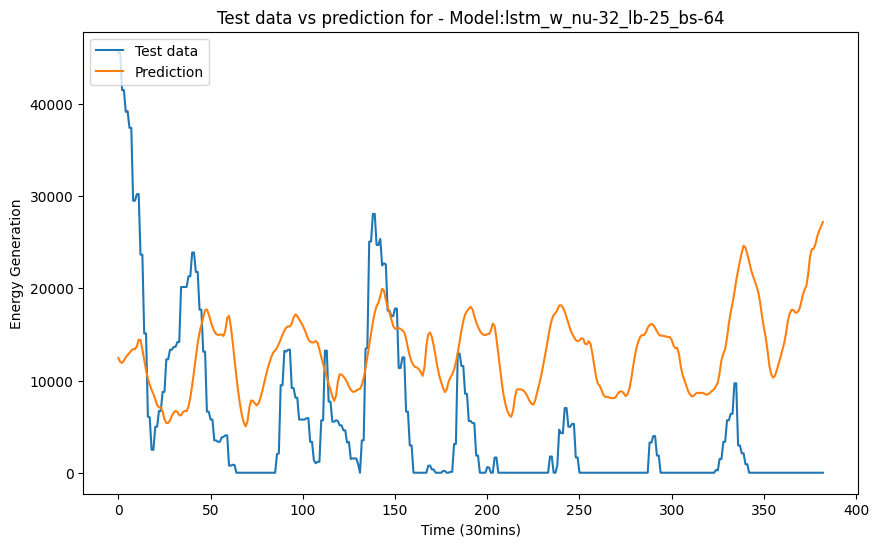 Test data vs prediction for - Model:lstm_w_nu-32_lb-25_bs-64
Test data
Prediction
Energy Generation
40000
30000
20000
10000
0
0 50 100 150 200 250 300 350 400
Time (30mins)